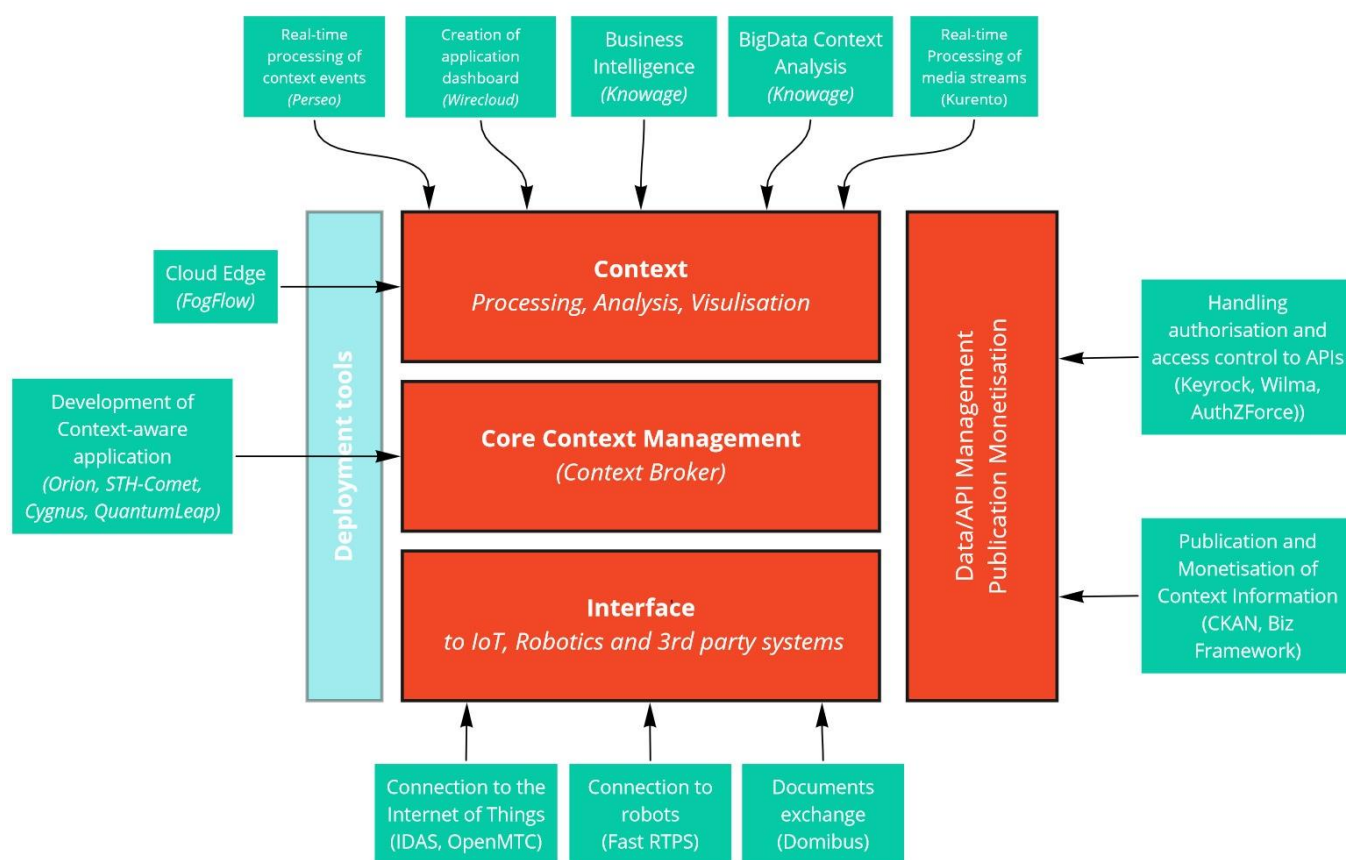 Real-time
processing of
context events
(Perseo)
Creation of
application
dashboard
(Wirecloud)
Business
Intelligence
(Knowage)
BigData Context
Analysis
(Knowage)
Real-time
Processing of
media streams
(Kurento)
Cloud Edge
(FogFlow)
Development of
Context-aware
application
(Orion, STH-Comet,
Cygnus, QuantumLeap)
Deployment tools
Context
Processing, Analysis, Visulisation
Core Context Management
(Context Broker)
Interface
to IoT, Robotics and 3rd party systems
Data/API Management
Publication Monetisation
Handling
authorisation and
access control to APIs
(Keyrock, Wilma,
AuthZForce))
Publication and
Monetisation of
Context Information
(CKAN, Biz
Framework)
Connection to the
Internet of Things
(IDAS, OpenMTC)
Connection to
robots
(Fast RTPS)
Documents
exchange
(Domibus)